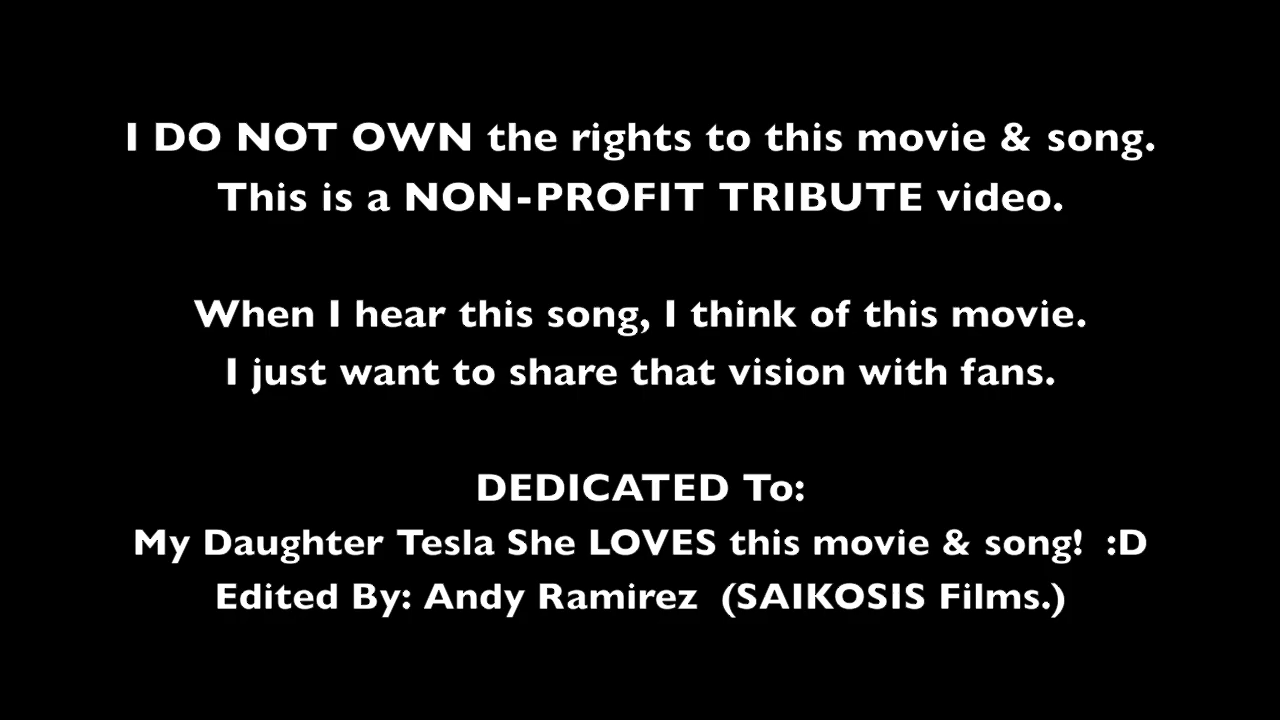 I DO NOT OWN the rights to this movie & song.
This is a NON-PROFIT TRIBUTE video.
When I hear this song, I think of this movie.
I just want to share that vision with fans.
DEDICATED To:
My Daughter Tesla She LOVES this movie & song!  :D
Edited By: Andy Ramirez  (SAIKOSIS Films.)